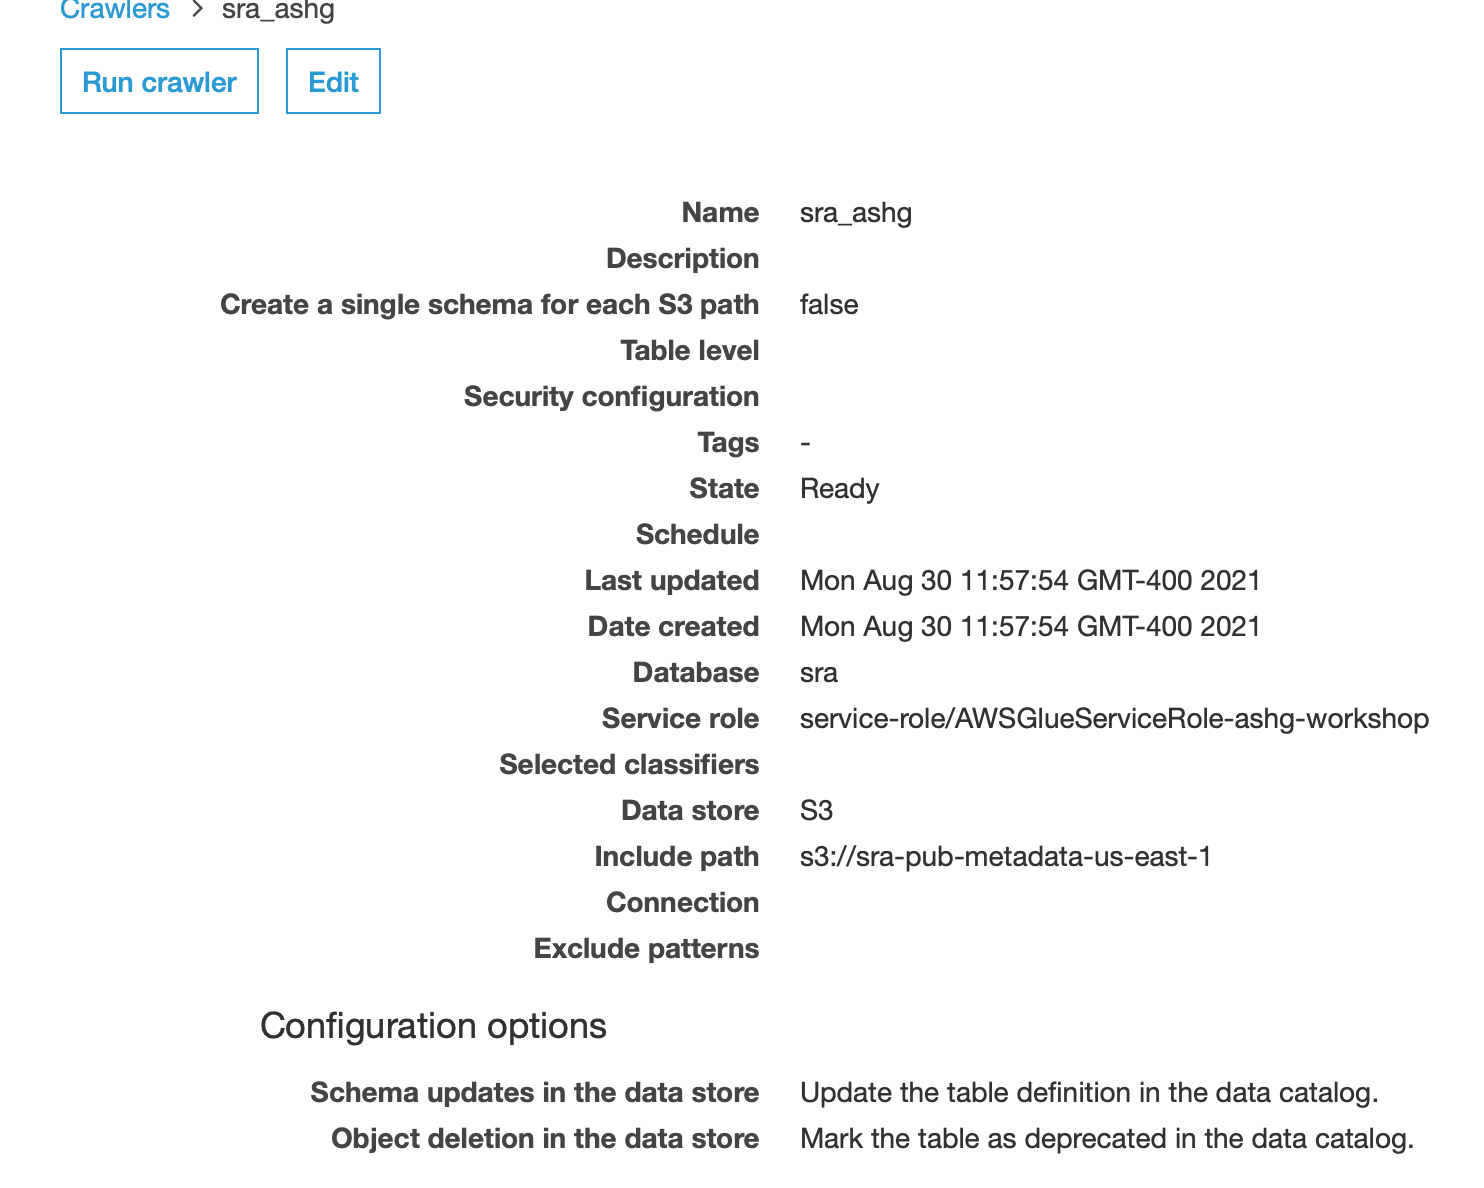 Crawlers > sra_ashg
Run crawler Edit
Name sra_ashg
Description
Create a single schema for each S3 path false
Table level
Security configuration
Tags -
State Ready
Schedule
Last updated Mon Aug 30 11:57:54 GMT-400 2021
Date created Mon Aug 30 11:57:54 GMT-400 2021
Database sra
Service role service-role/AWSGlueServiceRole-ashg-workshop
Selected classifiers
Data store S3
Include path s3://sra-pub-metadata-us-east-1
Connection
Exclude patterns
Configuration options
Schema updates in the data store Update the table definition in the data catalog.
Object deletion in the data store Mark the table as deprecated in the data catalog.